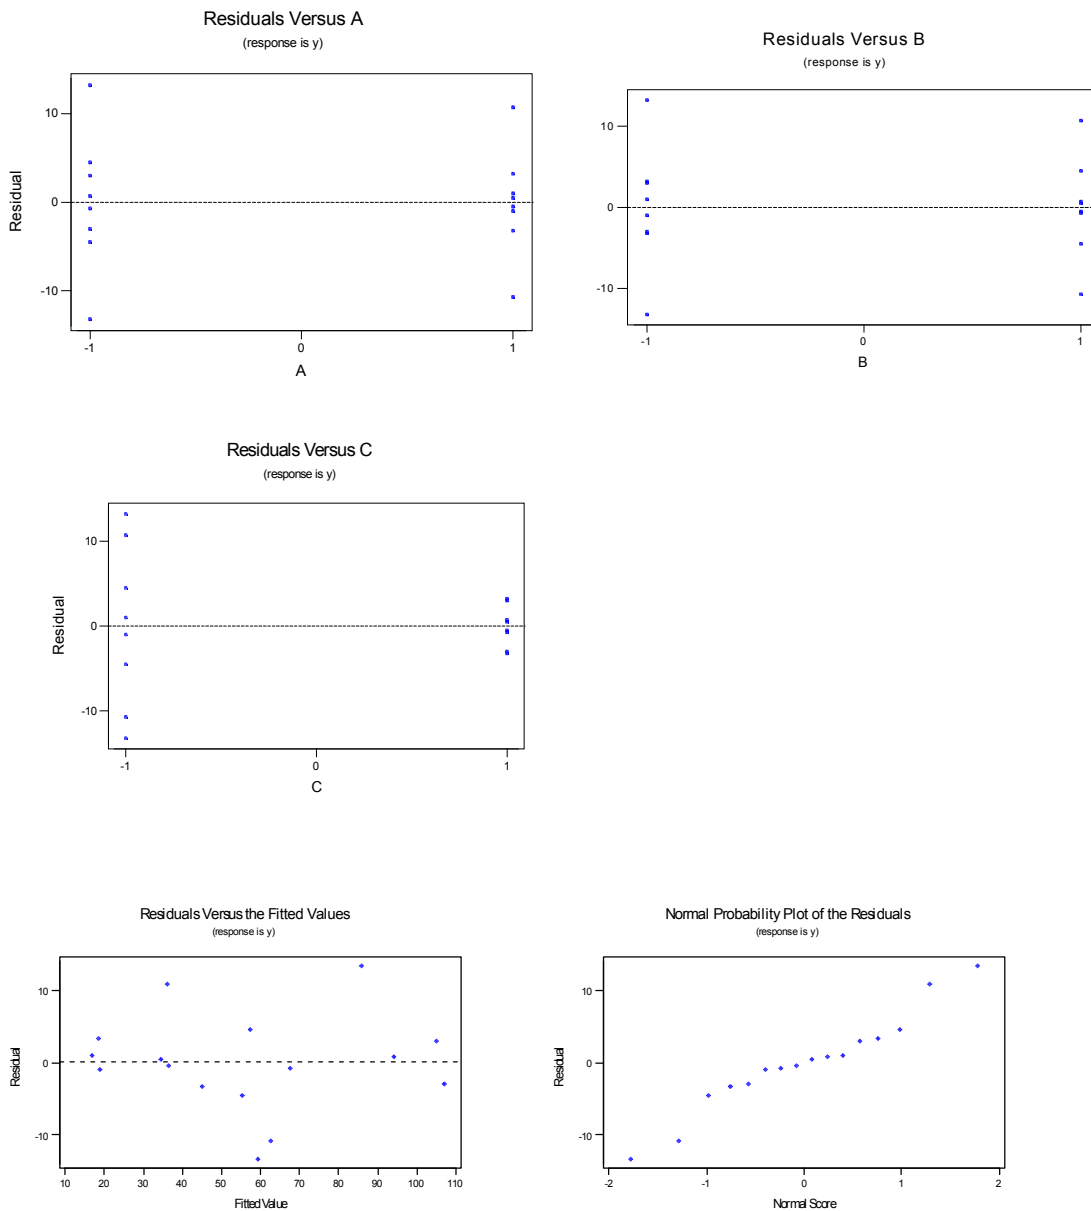 Residuals Versus A
(response is y)
10
0
-10
Residual
-1
0
1
A
Residuals Versus B
(response is y)
10
0
-10
-1
0
1
B
Residuals Versus C
(response is y)
10
0
-10
Residual
-1
0
1
C
Residuals Versus the Fitted Values
(response is y)
10
0
-10
Residual
10 20 30 40 50 60 70 80 90 100 110
Fitted Value
Normal Probability Plot of the Residuals
(response is y)
10
0
-10
Residual
-2 -1 0 1 2
Normal Score